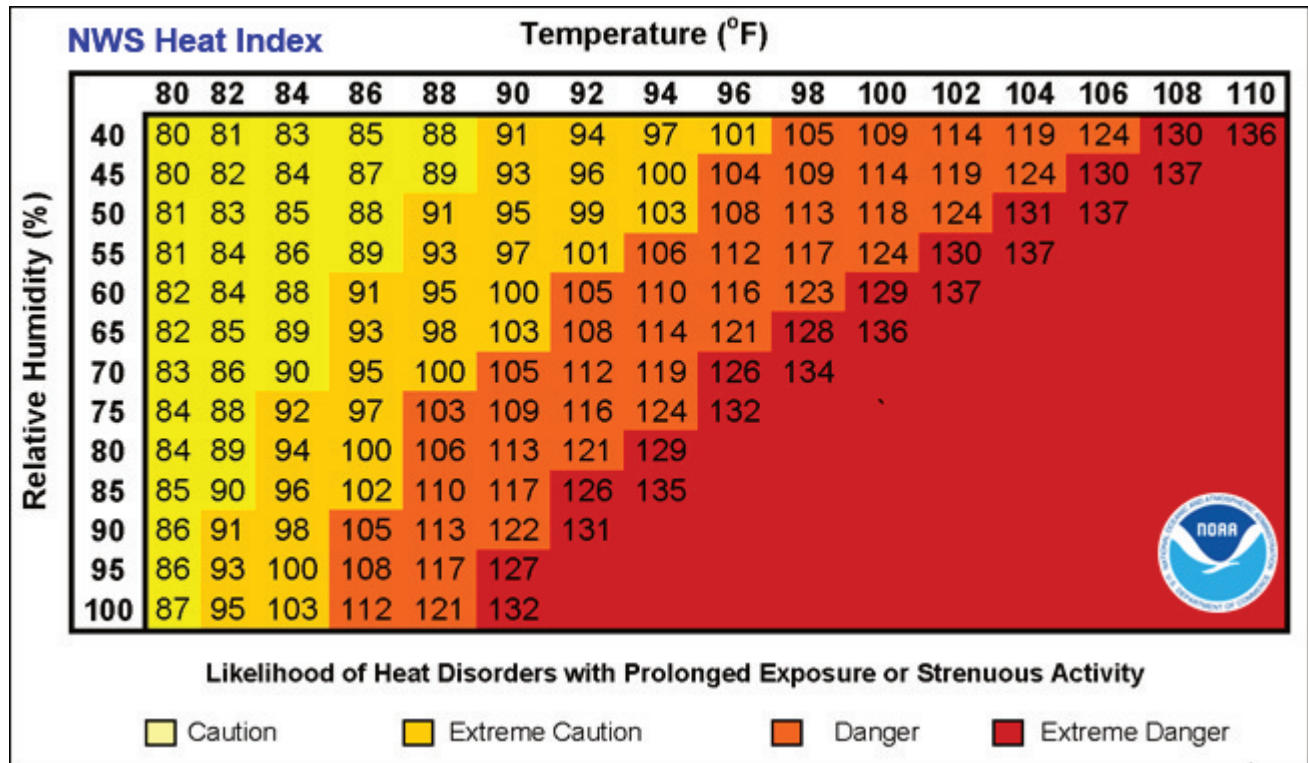 NWS Heat Index
Temperature (°F)
80 82 84 86 88 90 92 94 96 98 100 102 104 106 108 110
Relative Humidity (%)
40 80 81 83 85 88 91 94 97 101 105 109 114 119 124 130 136
45 80 82 84 87 89 93 96 100 104 109 114 119 124 130 137
50 81 83 85 88 91 95 99 103 108 113 118 124 131 137
55 81 84 86 89 93 97 101 106 112 117 124 130 137
60 82 84 88 91 95 100 105 110 116 123 129 137
65 82 85 89 93 98 103 108 114 121 128 136
70 83 86 90 95 100 105 112 119 126 134
75 84 88 92 97 103 109 116 124 132
80 84 89 94 100 106 113 121 129
85 85 90 96 102 110 117 126 135
90 86 91 98 105 113 122 131
95 86 93 100 108 117 127
100 87 95 103 112 121 132
NATIONAL OCEANIC AND ATMOSPHERIC ADMINISTRATION
NOAA
U.S. DEPARTMENT OF COMMERCE
Likelihood of Heat Disorders with Prolonged Exposure or Strenuous Activity
Caution Extreme Caution Danger Extreme Danger